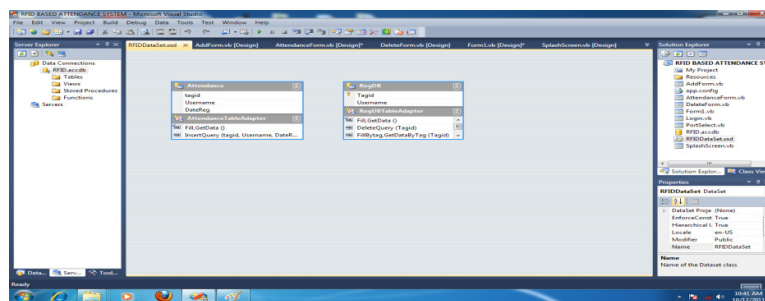 RFID BASED ATTENDANCE SYSTEM - Microsoft Visual Studio
File Edit View Project Build Debug Data Tools Test Window Help
Server Explorer
Data Connections
RFID.accdb
Tables
Views
Stored Procedures
Functions
Servers
RFIDDataSet.xsd AddForm.vb [Design] AttendanceForm.vb [Design]* DeleteForm.vb [Design] Form1.vb [Design]* SplashScreen.vb [Design]
Attendance
tagid
Username
DateReg
AttendanceTableAdapter
Fill,GetData ()
InsertQuery (tagid, Username, DateR...
RegDB
Tagid
Username
RegDBTableAdapter
Fill,GetData ()
DeleteQuery (Tagid)
FillBytag,GetDataByTag (Tagid)
Solution Explorer
RFID BASED ATTENDANCE S
My Project
Resources
AddForm.vb
app.config
AttendanceForm.vb
DeleteForm.vb
Form1.vb
Login.vb
PortSelect.vb
RFID.accdb
RFIDDataSet.xsd
SplashScreen.vb
Solution Explor... Class Vie
Properties
RFIDDataSet DataSet
DataSet Prope (None)
EnforceConst True
Hierarchical L True
Locale en-US
Modifier Public
Name RFIDDataSet
Name
Name of the Dataset class
Data... Serv... Tool...
Ready
10:41 AM